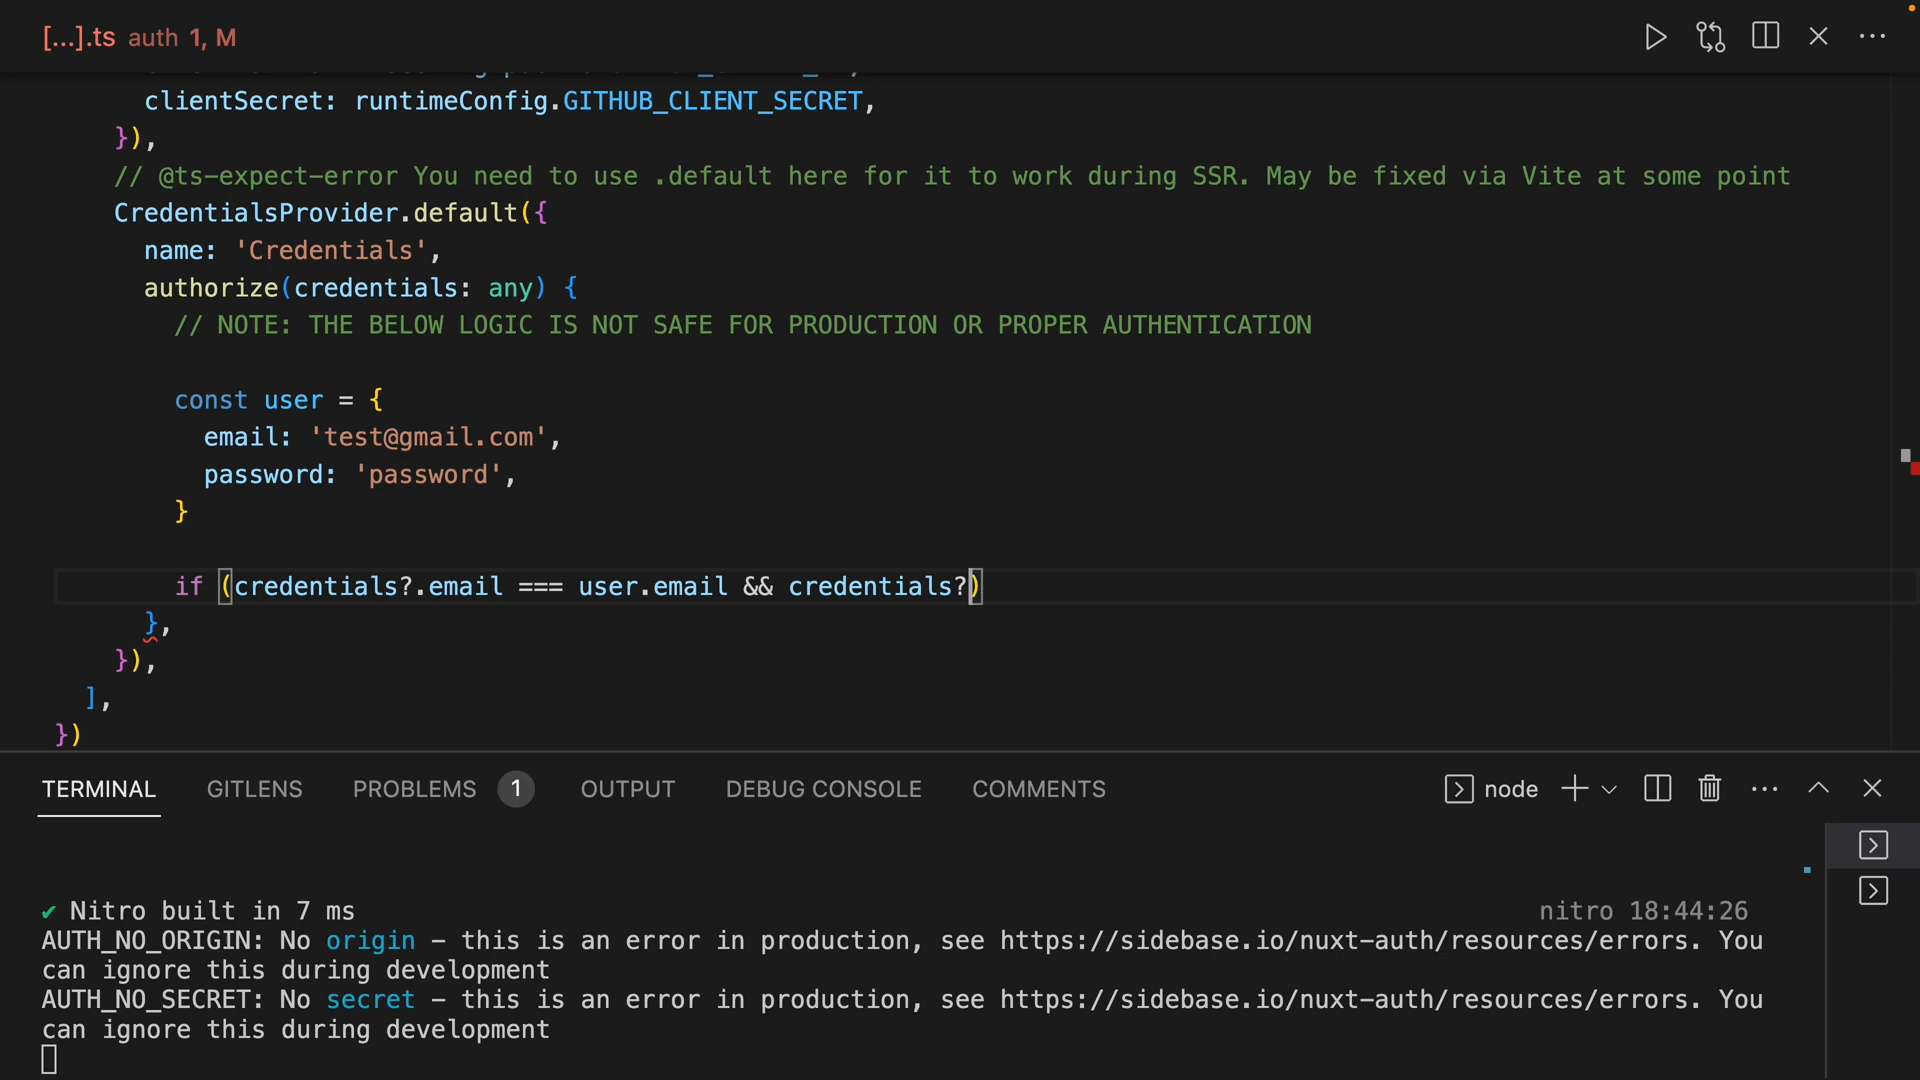 [...].ts auth 1, M
clientSecret: runtimeConfig.GITHUB_CLIENT_SECRET,
}),
// @ts-expect-error You need to use .default here for it to work during SSR. May be fixed via Vite at some point
CredentialsProvider.default({
name: 'Credentials',
authorize(credentials: any) {
// NOTE: THE BELOW LOGIC IS NOT SAFE FOR PRODUCTION OR PROPER AUTHENTICATION
const user = {
email: 'test@gmail.com',
password: 'password',
}
if (credentials?.email === user.email && credentials?)
},
}),
],
})
TERMINAL GITLENS PROBLEMS 1 OUTPUT DEBUG CONSOLE COMMENTS node
✔ Nitro built in 7 ms nitro 18:44:26
AUTH_NO_ORIGIN: No origin – this is an error in production, see https://sidebase.io/nuxt-auth/resources/errors. You
can ignore this during development
AUTH_NO_SECRET: No secret – this is an error in production, see https://sidebase.io/nuxt-auth/resources/errors. You
can ignore this during development